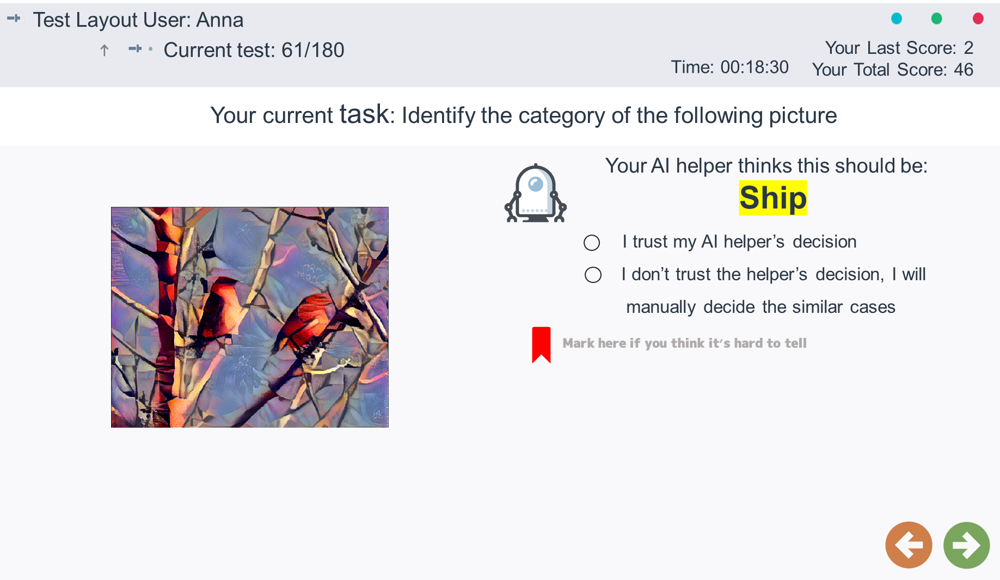 Test Layout User: Anna
Current test: 61/180
Time: 00:18:30
Your Last Score: 2
Your Total Score: 46
Your current task: Identify the category of the following picture
Your AI helper thinks this should be:
Ship
I trust my AI helper’s decision
I don’t trust the helper’s decision, I will
manually decide the similar cases
Mark here if you think it’s hard to tell